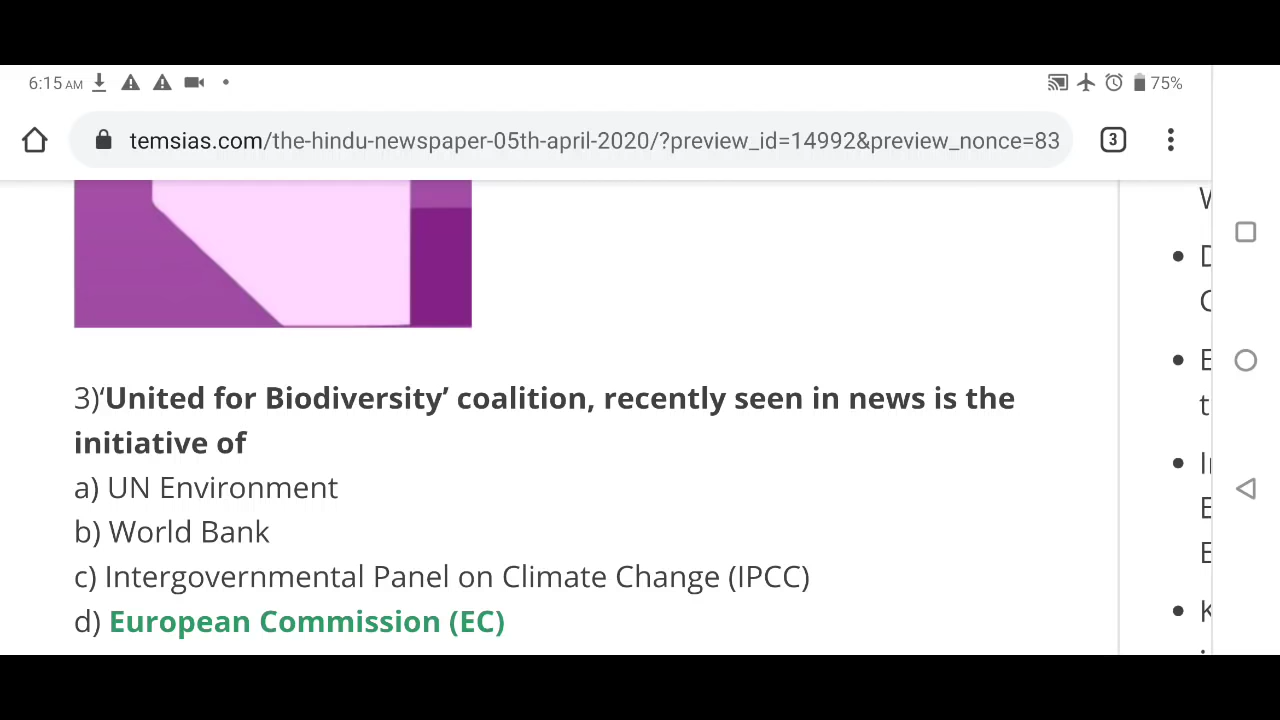 6:15 AM 75%
temsias.com/the-hindu-newspaper-05th-april-2020/?preview_id=14992&preview_nonce=83 3
3)‘United for Biodiversity’ coalition, recently seen in news is the
initiative of
a) UN Environment
b) World Bank
c) Intergovernmental Panel on Climate Change (IPCC)
d) European Commission (EC)